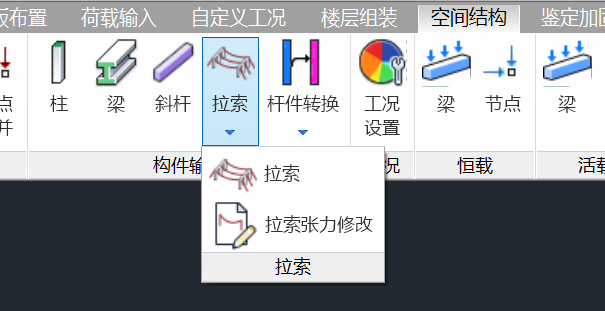 板布置 荷载输入 自定义工况 楼层组装 空间结构 鉴定加固
点 柱 梁 斜杆 拉索 杆件转换 工况 梁 节点 梁
并 设置
构件输 况 恒载 活载
拉索
拉索张力修改
拉索